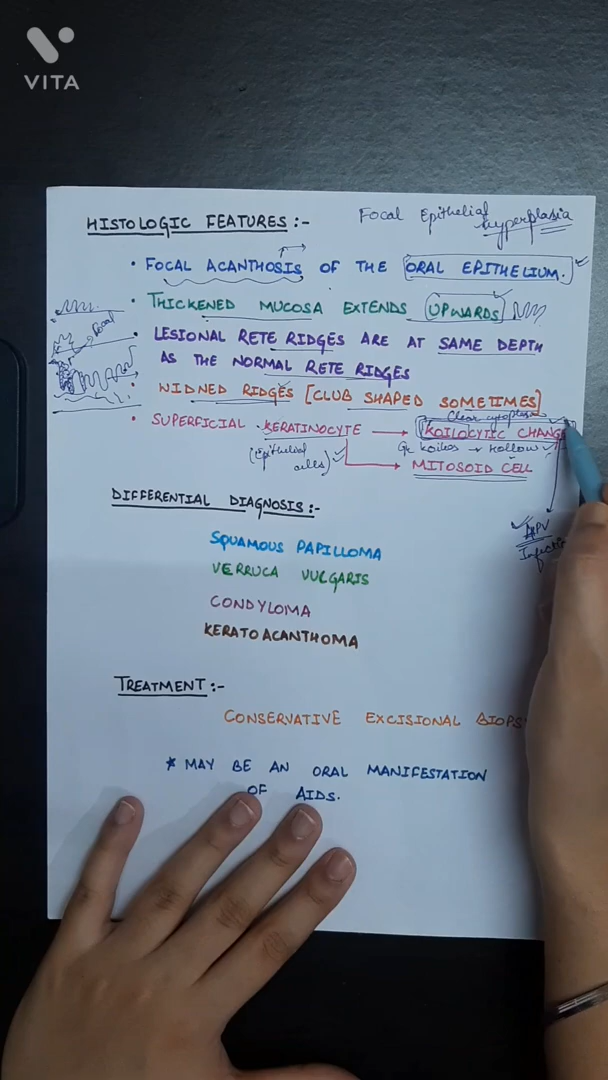 VITA
Focal Epithelial
hyperplasia
HISTOLOGIC FEATURES :-
• FOCAL ACANTHOSIS OF THE ORAL EPITHELIUM.
• THICKENED MUCOSA EXTENDS UPWARDS
• LESIONAL RETE RIDGES ARE AT SAME DEPTH
AS THE NORMAL RETE RIDGES
• WIDNED RIDGES [CLUB SHAPED SOMETIMES]
Clear cytoplasm
• SUPERFICIAL KERATINOCYTE → KOILOCYTIC CHANGE
(Epithelial cells)
Gk koilos → Hollow
→ MITOSOID CELL
HPV
Infectio
DIFFERENTIAL DIAGNOSIS :-
SQUAMOUS PAPILLOMA
VERRUCA VULGARIS
CONDYLOMA
KERATOACANTHOMA
TREATMENT :-
CONSERVATIVE EXCISIONAL BIOPS
* MAY BE AN ORAL MANIFESTATION
OF AIDS.